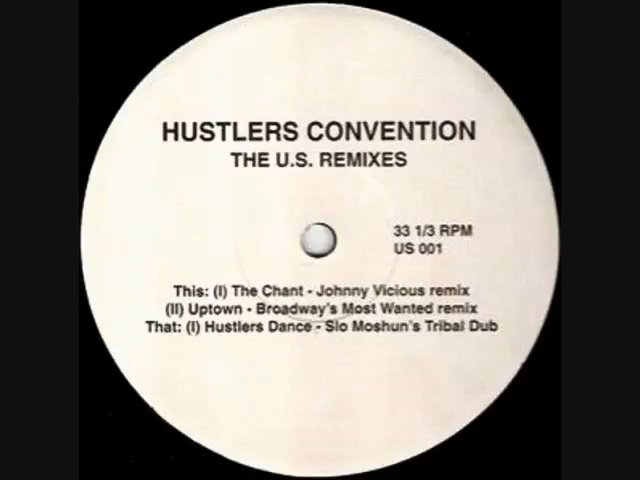 HUSTLERS CONVENTION
THE U.S. REMIXES
33 1/3 RPM
US 001
This: (I) The Chant - Johnny Vicious remix
(II) Uptown - Broadway's Most Wanted remix
That: (I) Hustlers Dance - Slo Moshun's Tribal Dub